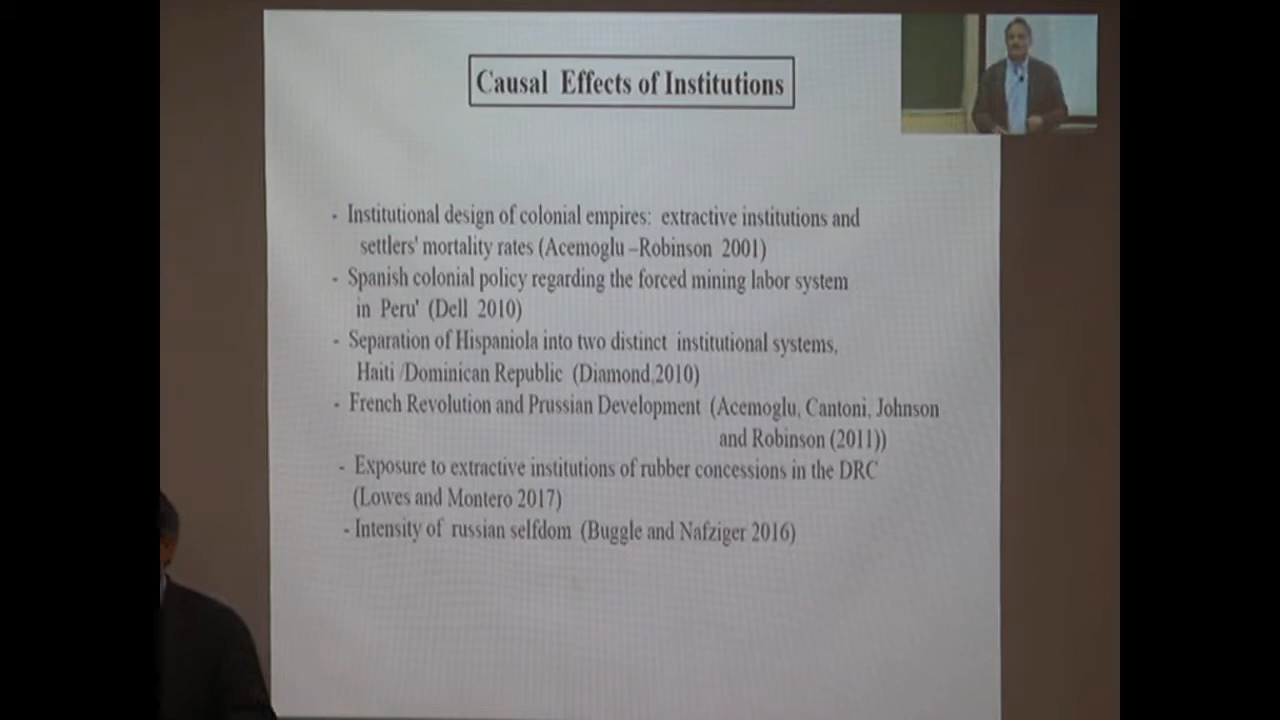 Causal Effects of Institutions
- Institutional design of colonial empires: extractive institutions and
settlers' mortality rates (Acemoglu –Robinson 2001)
- Spanish colonial policy regarding the forced mining labor system
in Peru' (Dell 2010)
- Separation of Hispaniola into two distinct institutional systems,
Haiti /Dominican Republic (Diamond,2010)
- French Revolution and Prussian Development (Acemoglu, Cantoni, Johnson
and Robinson (2011))
- Exposure to extractive institutions of rubber concessions in the DRC
(Lowes and Montero 2017)
- Intensity of russian selfdom (Buggle and Nafziger 2016)